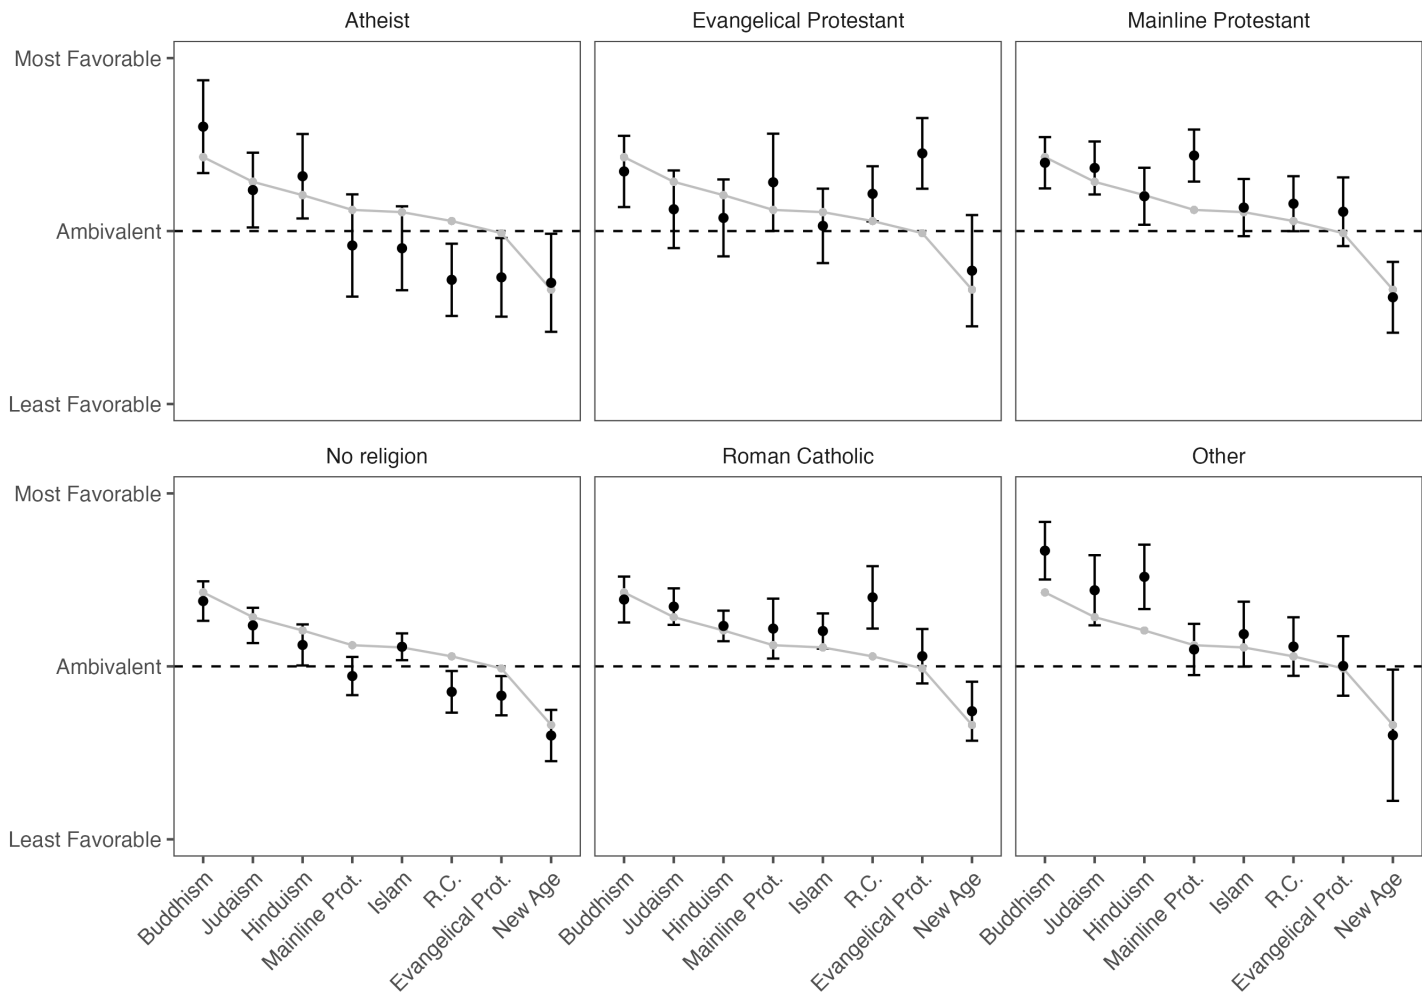 Atheist
Evangelical Protestant
Mainline Protestant
Most Favorable
Ambivalent
Least Favorable
No religion
Roman Catholic
Other
Most Favorable
Ambivalent
Least Favorable
Buddhism
Judaism
Hinduism
Mainline Prot.
Islam
R.C.
Evangelical Prot.
New Age
Buddhism
Judaism
Hinduism
Mainline Prot.
Islam
R.C.
Evangelical Prot.
New Age
Buddhism
Judaism
Hinduism
Mainline Prot.
Islam
R.C.
Evangelical Prot.
New Age